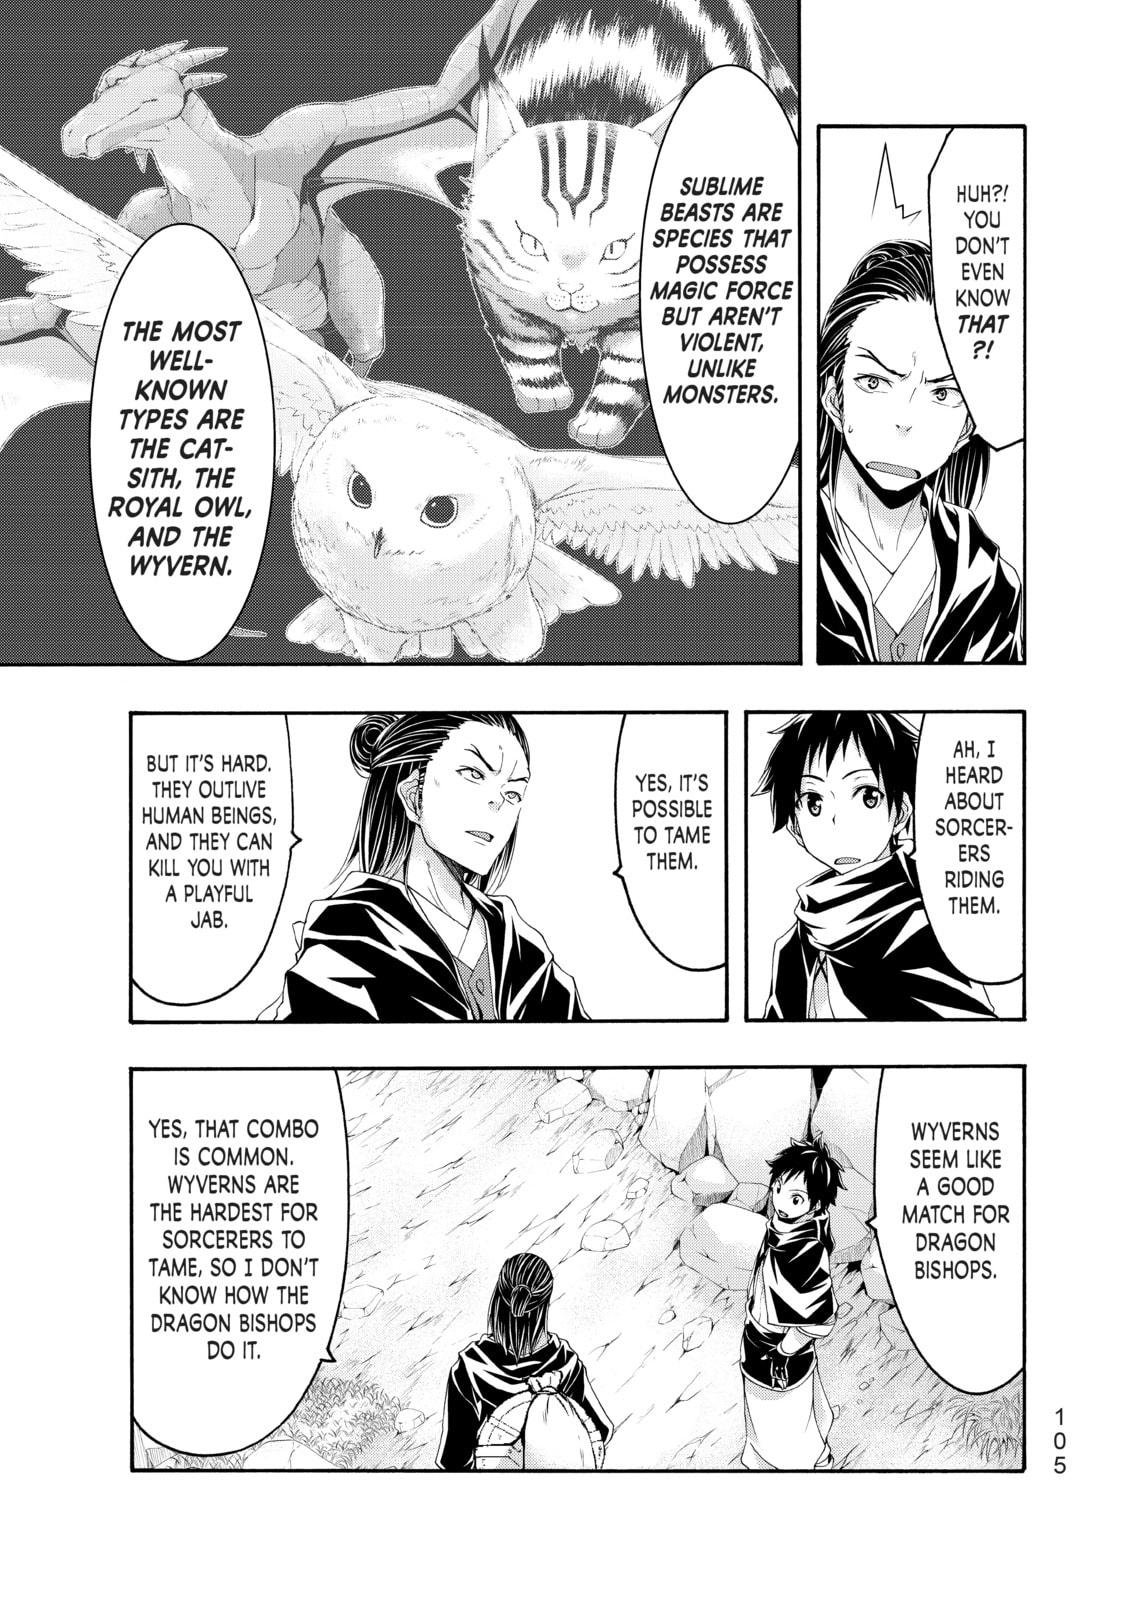 HUH?!
YOU
DON'T
EVEN
KNOW
THAT
?!
SUBLIME
BEASTS ARE
SPECIES THAT
POSSESS
MAGIC FORCE
BUT AREN'T
VIOLENT,
UNLIKE
MONSTERS.
THE MOST
WELL-
KNOWN
TYPES ARE
THE CAT-
SITH, THE
ROYAL OWL,
AND THE
WYVERN.
AH, I
HEARD
ABOUT
SORCER-
ERS
RIDING
THEM.
YES, IT'S
POSSIBLE
TO TAME
THEM.
BUT IT'S HARD.
THEY OUTLIVE
HUMAN BEINGS,
AND THEY CAN
KILL YOU WITH
A PLAYFUL
JAB.
WYVERNS
SEEM LIKE
A GOOD
MATCH FOR
DRAGON
BISHOPS.
YES, THAT COMBO
IS COMMON.
WYVERNS ARE
THE HARDEST FOR
SORCERERS TO
TAME, SO I DON'T
KNOW HOW THE
DRAGON BISHOPS
DO IT.
105